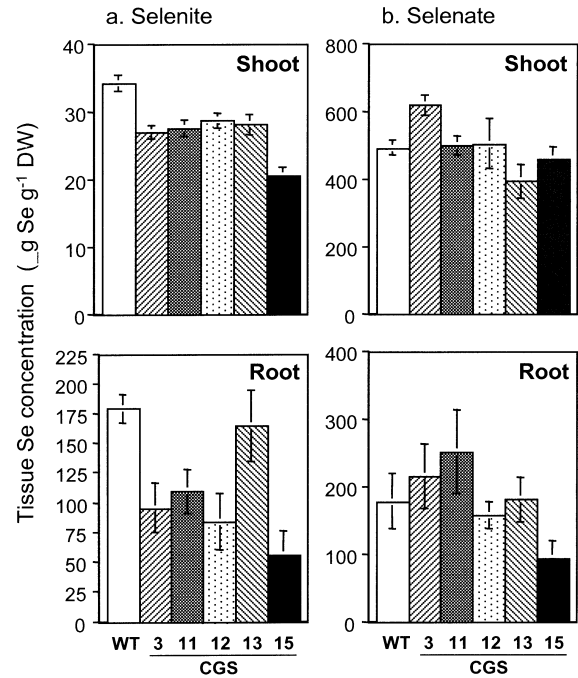 a. Selenite
b. Selenate
Tissue Se concentration (_g Se g-1 DW)
Shoot
40
30
20
10
0
Shoot
800
600
400
200
0
Root
225
175
150
125
100
75
50
25
0
Root
400
300
200
100
0
WT 3 11 12 13 15
CGS
WT 3 11 12 13 15
CGS